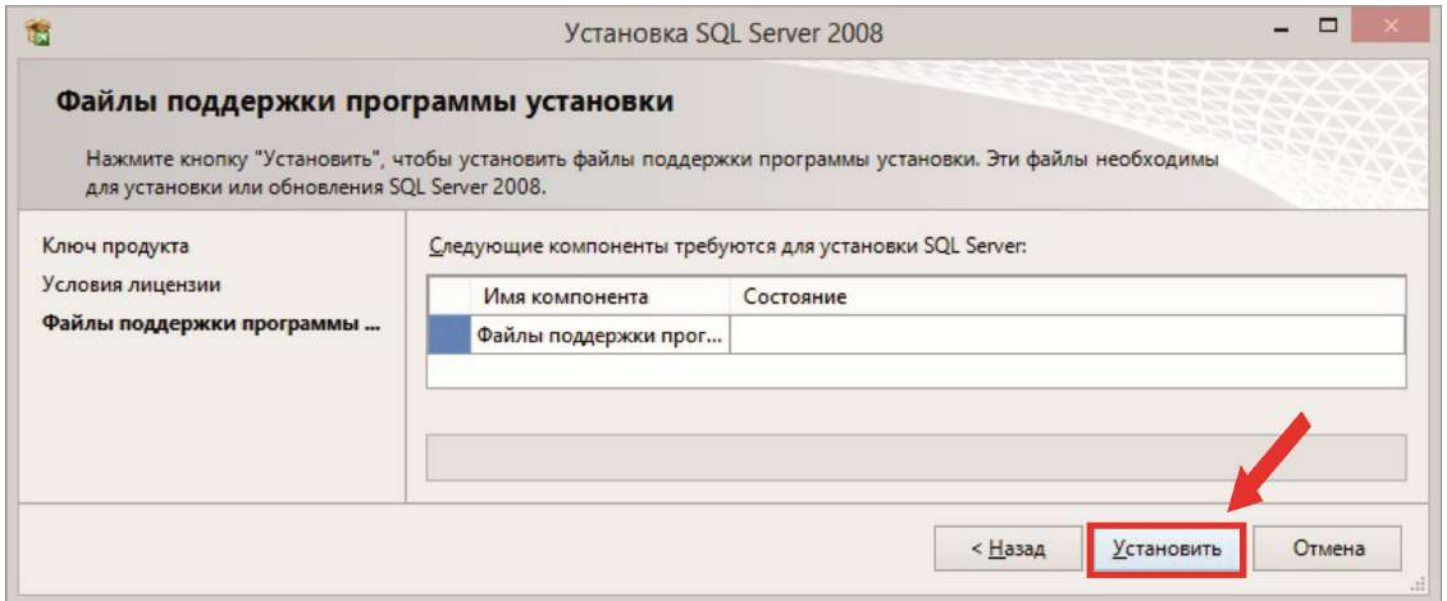 Установка SQL Server 2008
Файлы поддержки программы установки
Нажмите кнопку "Установить", чтобы установить файлы поддержки программы установки. Эти файлы необходимы
для установки или обновления SQL Server 2008.
Ключ продукта
Условия лицензии
Файлы поддержки программы ...
Следующие компоненты требуются для установки SQL Server:
Имя компонента Состояние
Файлы поддержки прог...
< Назад Установить Отмена